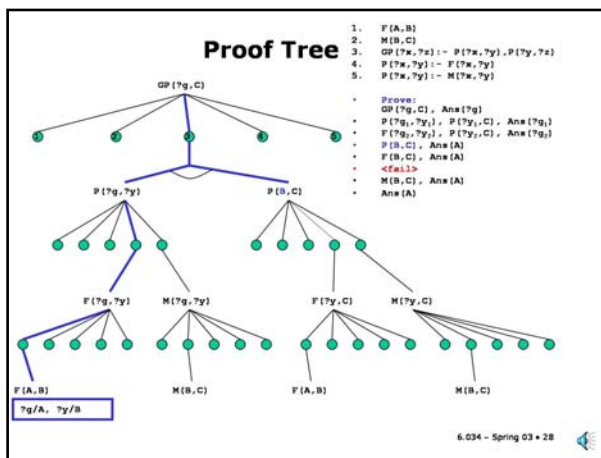 Proof Tree
1. F(A,B)
2. M(B,C)
3. GP(?x,?z):- P(?x,?y),P(?y,?z)
4. P(?x,?y):- F(?x,?y)
5. P(?x,?y):- M(?x,?y)
• Prove:
GP(?g,C), Ans(?g)
• P(?g₁,?y₁), P(?y₁,C), Ans(?g₁)
• F(?g₂,?y₂), P(?y₂,C), Ans(?g₂)
• P(B,C), Ans(A)
• F(B,C), Ans(A)
• <fail>
• M(B,C), Ans(A)
• Ans(A)
GP(?g,C)
1 2 3 4 5
P(?g,?y) P(B,C)
F(?g,?y) M(?g,?y) F(?y,C) M(?y,C)
F(A,B) M(B,C) F(A,B) M(B,C)
?g/A, ?y/B
6.034 – Spring 03 • 28